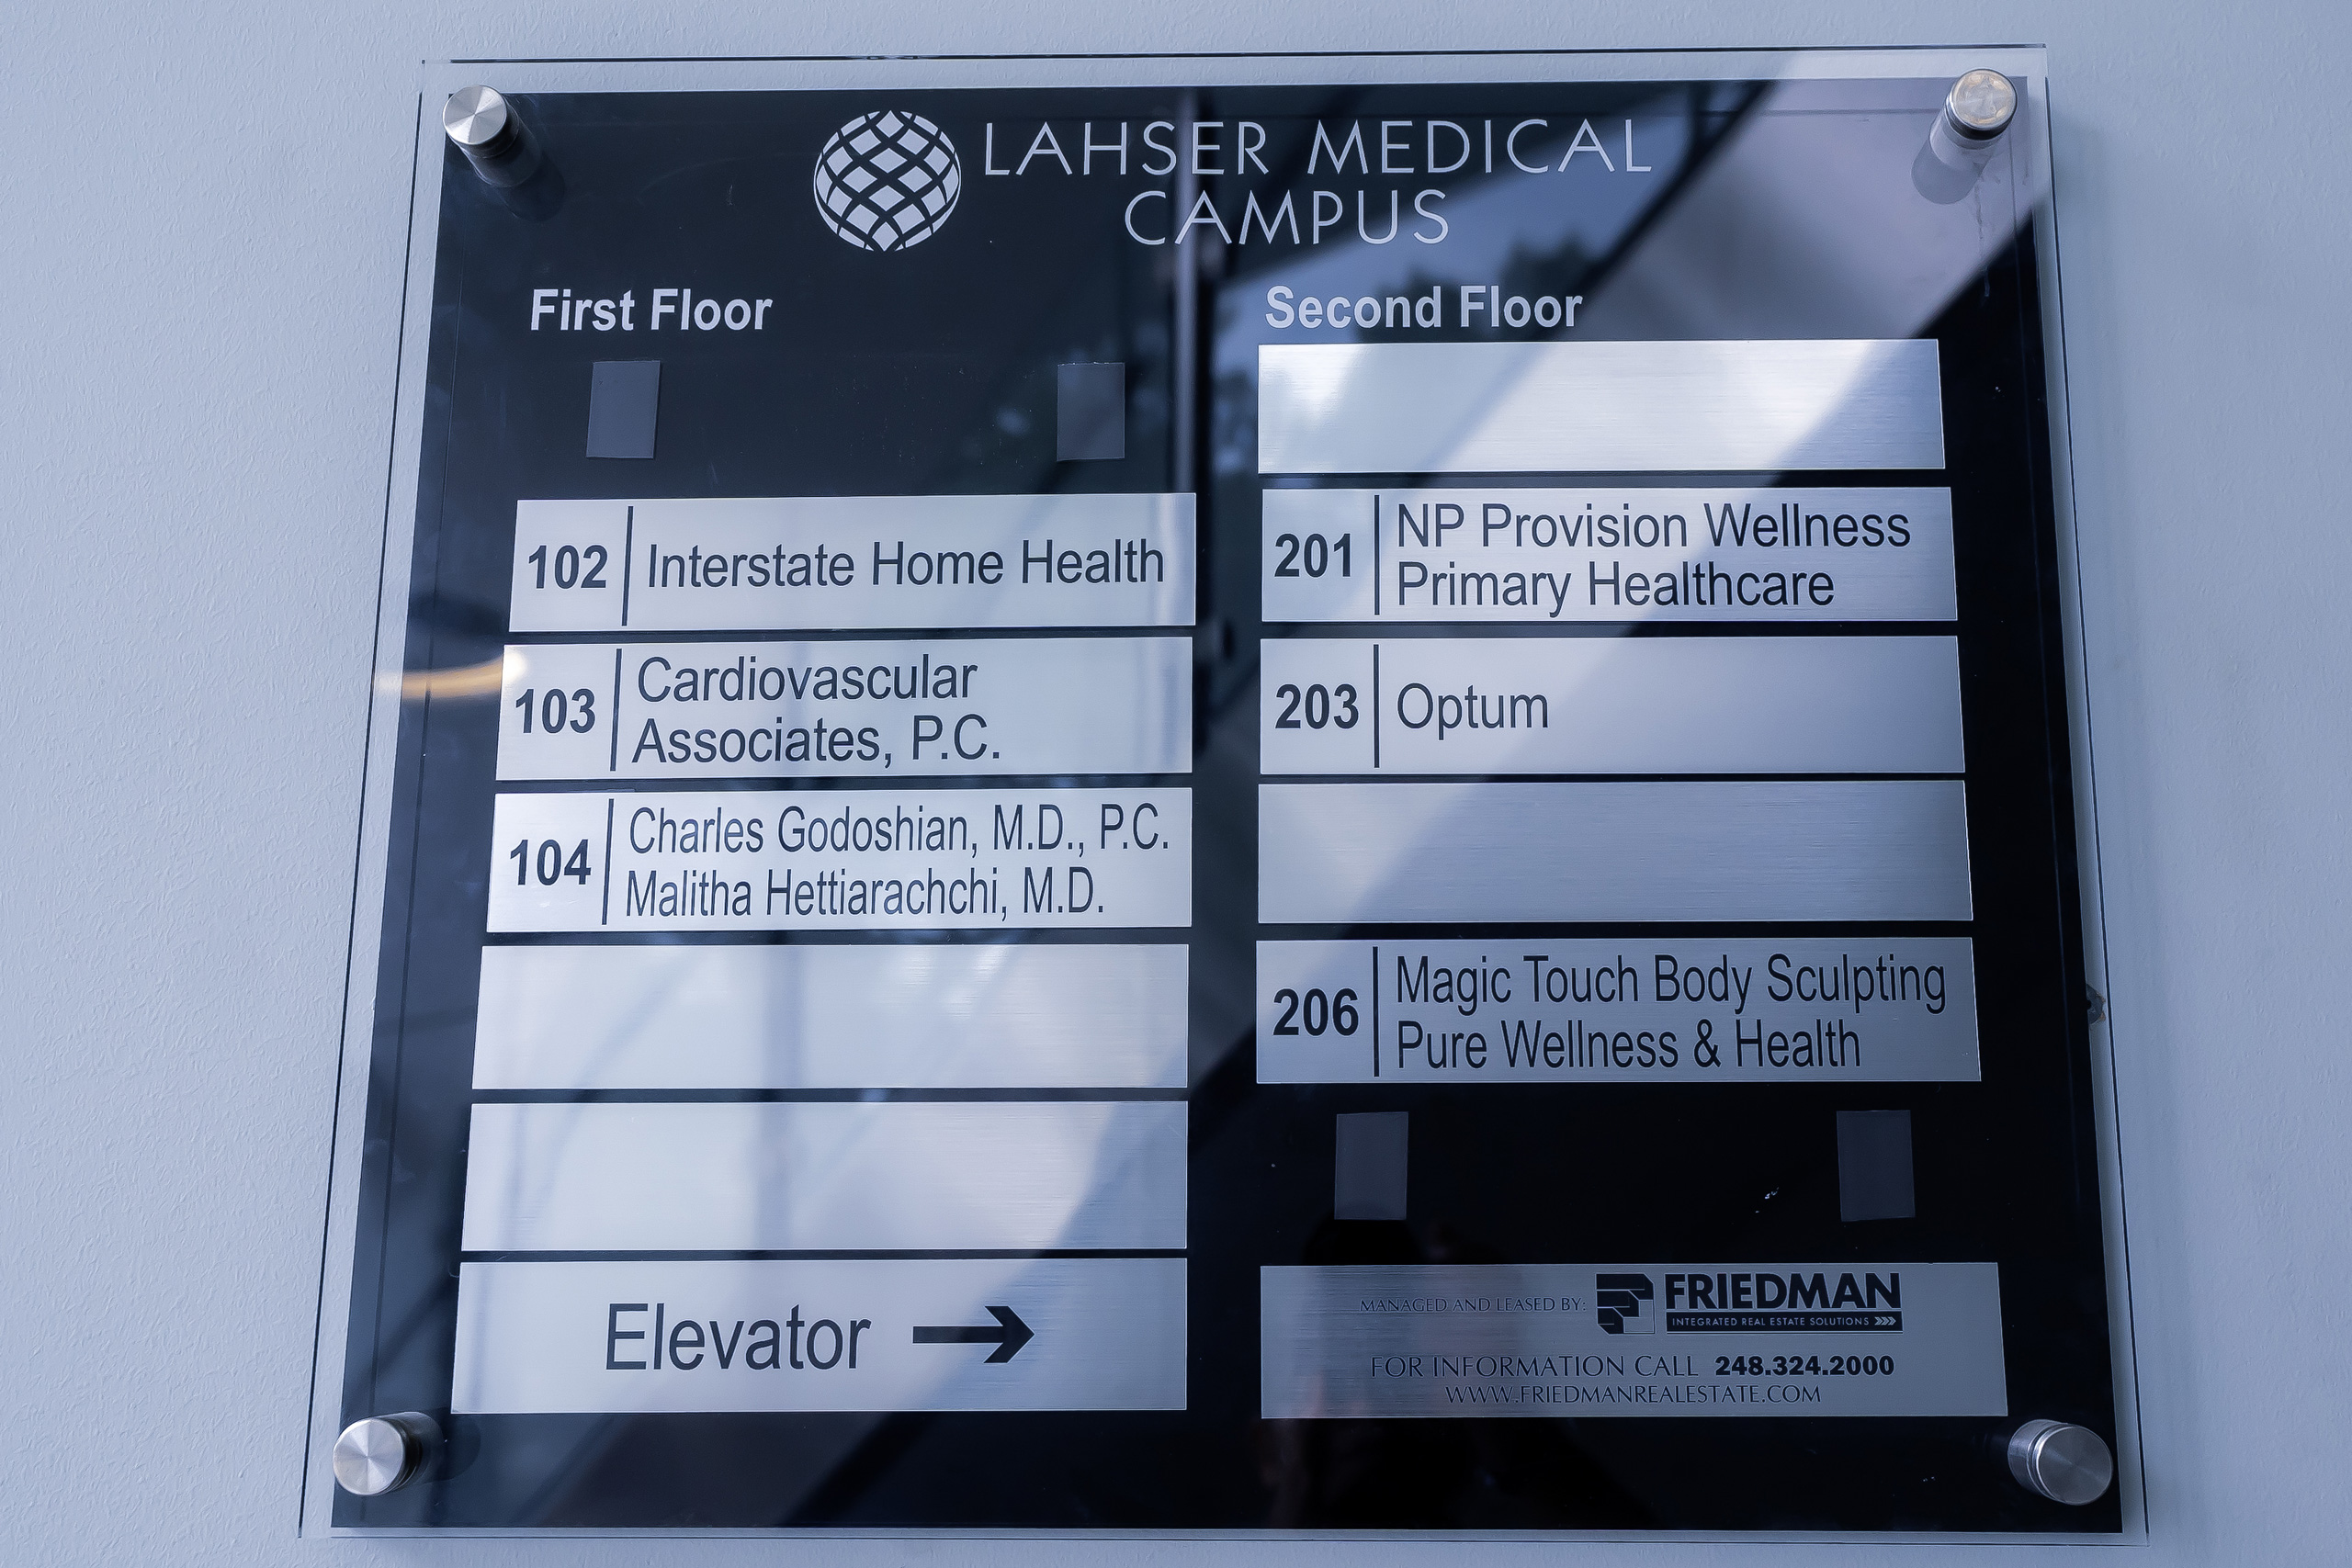 LAHSER MEDICAL
CAMPUS
First Floor
102 Interstate Home Health
103 Cardiovascular
Associates, P.C.
104 Charles Godoshian, M.D., P.C.
Malitha Hettiarachchi, M.D.
Elevator →
Second Floor
201 NP Provision Wellness
Primary Healthcare
203 Optum
206 Magic Touch Body Sculpting
Pure Wellness & Health
MANAGED AND LEASED BY: FRIEDMAN
INTEGRATED REAL ESTATE SOLUTIONS
FOR INFORMATION CALL 248.324.2000
WWW.FRIEDMANREALESTATE.COM